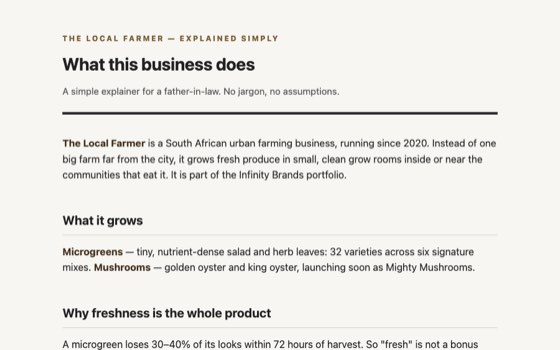 THE LOCAL FARMER — EXPLAINED SIMPLY
What this business does
A simple explainer for a father-in-law. No jargon, no assumptions.
The Local Farmer is a South African urban farming business, running since 2020. Instead of one
big farm far from the city, it grows fresh produce in small, clean grow rooms inside or near the
communities that eat it. It is part of the Infinity Brands portfolio.
What it grows
Microgreens — tiny, nutrient-dense salad and herb leaves: 32 varieties across six signature
mixes. Mushrooms — golden oyster and king oyster, launching soon as Mighty Mushrooms.
Why freshness is the whole product
A microgreen loses 30–40% of its looks within 72 hours of harvest. So "fresh" is not a bonus